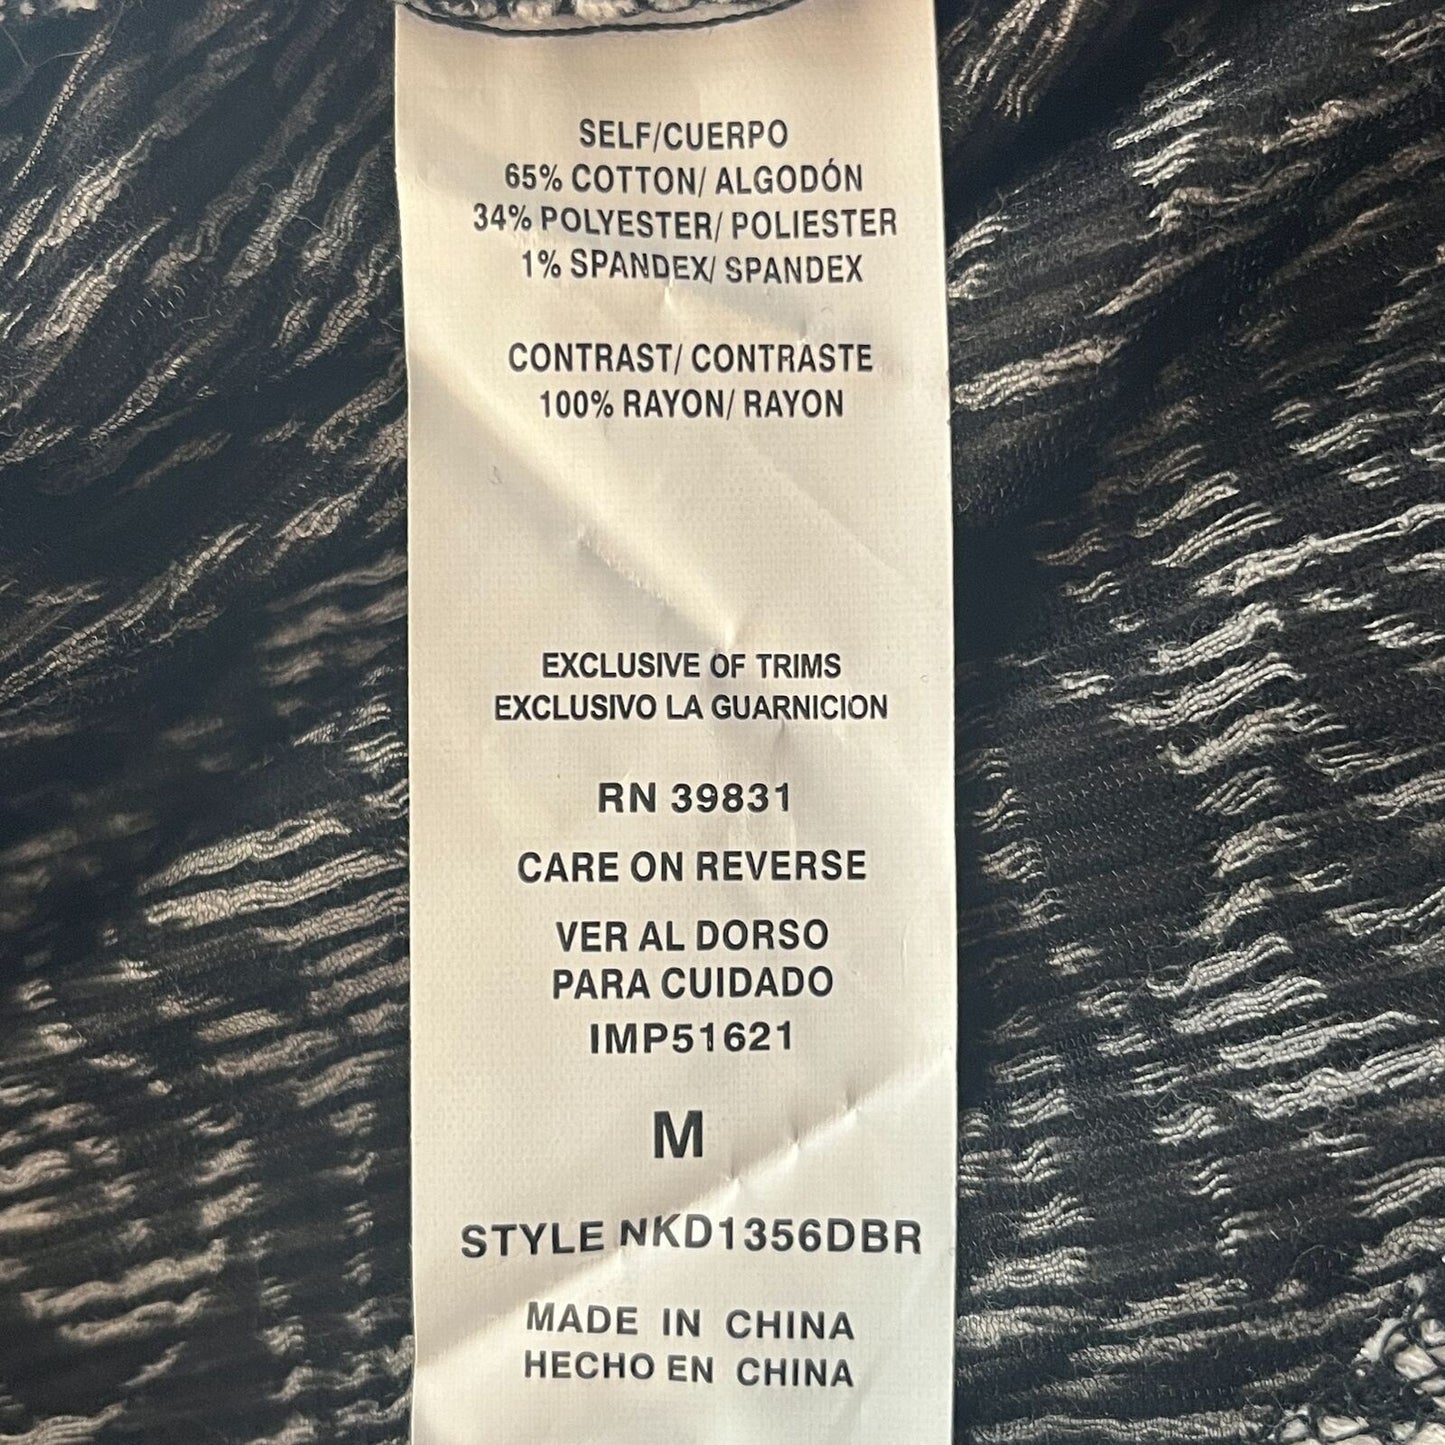 SELF/CUERPO
65% COTTON/ ALGODÓN
34% POLYESTER/ POLIESTER
1% SPANDEX/ SPANDEX
CONTRAST/ CONTRASTE
100% RAYON/ RAYON
EXCLUSIVE OF TRIMS
EXCLUSIVO LA GUARNICION
RN 39831
CARE ON REVERSE
VER AL DORSO
PARA CUIDADO
IMP51621
M
STYLE NKD1356DBR
MADE IN CHINA
HECHO EN CHINA